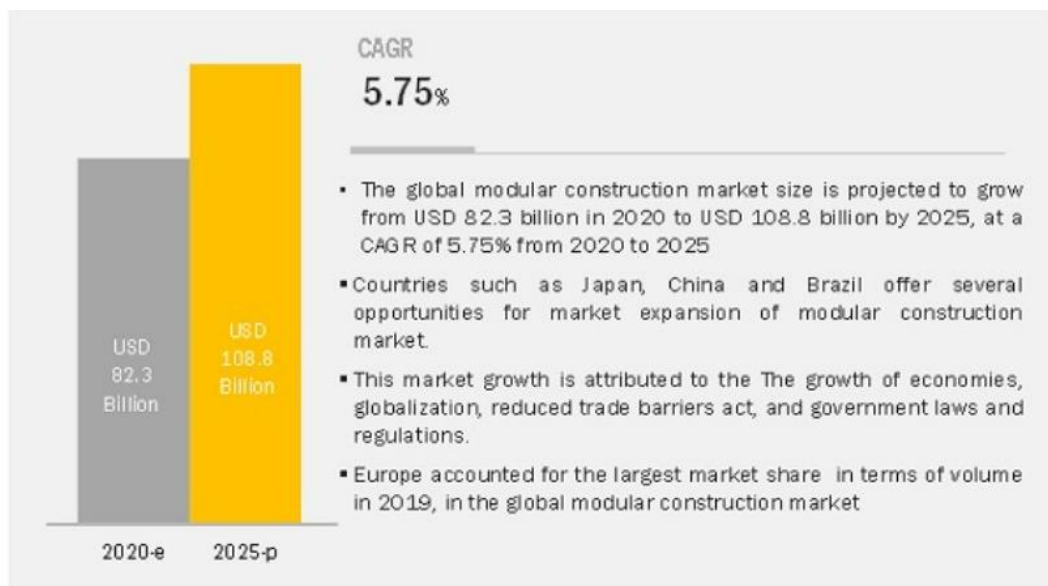 CAGR
5.75%
▪ The global modular construction market size is projected to grow
from USD 82.3 billion in 2020 to USD 108.8 billion by 2025, at a
CAGR of 5.75% from 2020 to 2025
▪ Countries such as Japan, China and Brazil offer several
opportunities for market expansion of modular construction
market.
▪ This market growth is attributed to the The growth of economies,
globalization, reduced trade barriers act, and government laws and
regulations.
▪ Europe accounted for the largest market share in terms of volume
in 2019, in the global modular construction market
USD
82.3
Billion
USD
108.8
Billion
2020-e
2025-p